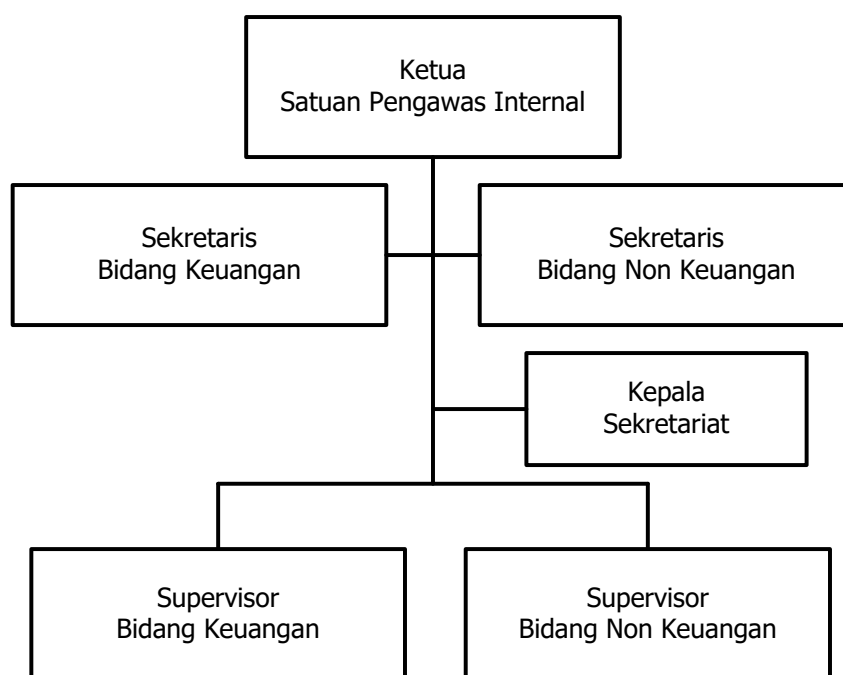 Ketua
Satuan Pengawas Internal
Sekretaris
Bidang Keuangan
Sekretaris
Bidang Non Keuangan
Kepala
Sekretariat
Supervisor
Bidang Keuangan
Supervisor
Bidang Non Keuangan